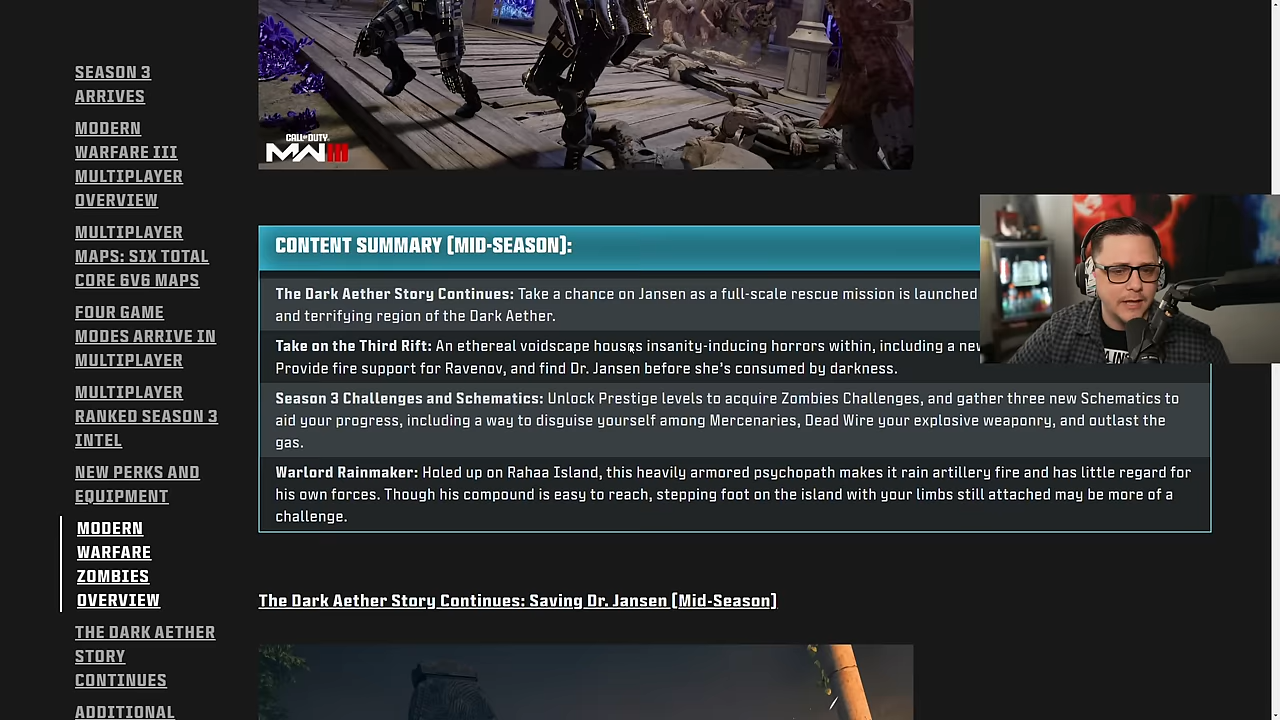 SEASON 3
ARRIVES
MODERN
WARFARE III
MULTIPLAYER
OVERVIEW
MULTIPLAYER
MAPS: SIX TOTAL
CORE 6V6 MAPS
FOUR GAME
MODES ARRIVE IN
MULTIPLAYER
MULTIPLAYER
RANKED SEASON 3
INTEL
NEW PERKS AND
EQUIPMENT
MODERN
WARFARE
ZOMBIES
OVERVIEW
THE DARK AETHER
STORY
CONTINUES
ADDITIONAL
CALL OF DUTY
MWIII
CONTENT SUMMARY (MID-SEASON):
The Dark Aether Story Continues: Take a chance on Jansen as a full-scale rescue mission is launched
and terrifying region of the Dark Aether.
Take on the Third Rift: An ethereal voidscape houses insanity-inducing horrors within, including a new
Provide fire support for Ravenov, and find Dr. Jansen before she's consumed by darkness.
Season 3 Challenges and Schematics: Unlock Prestige levels to acquire Zombies Challenges, and gather three new Schematics to
aid your progress, including a way to disguise yourself among Mercenaries, Dead Wire your explosive weaponry, and outlast the
gas.
Warlord Rainmaker: Holed up on Rahaa Island, this heavily armored psychopath makes it rain artillery fire and has little regard for
his own forces. Though his compound is easy to reach, stepping foot on the island with your limbs still attached may be more of a
challenge.
The Dark Aether Story Continues: Saving Dr. Jansen (Mid-Season)